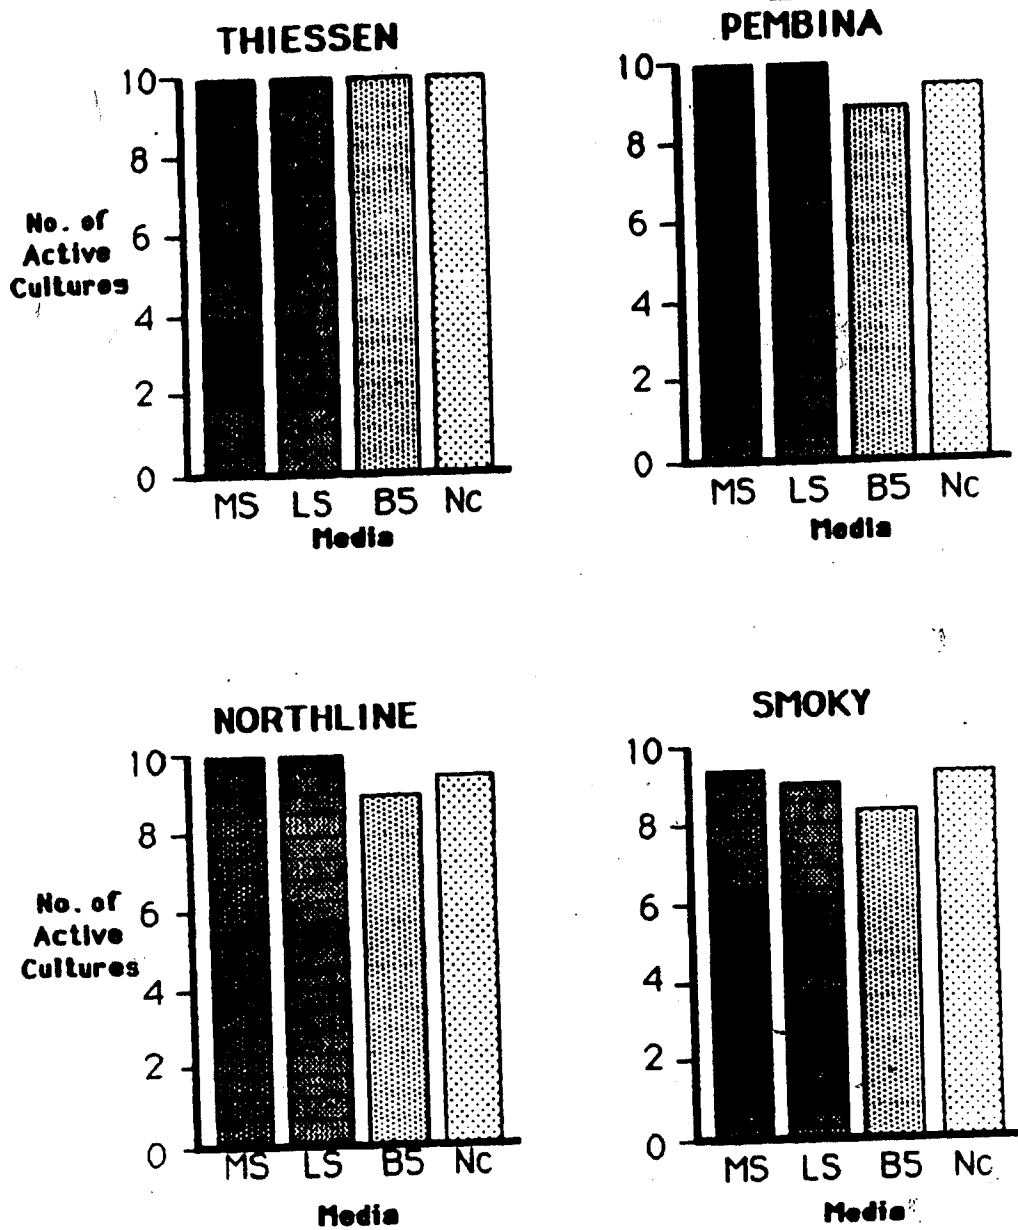 THIESSEN
10
8
6
4
2
0
No. of
Active
Cultures
MS LS B5 Nc
Media
PEMBINA
10
8
6
4
2
0
MS LS B5 Nc
Media
NORTHLINE
10
8
6
4
2
0
No. of
Active
Cultures
MS LS B5 Nc
Media
SMOKY
10
8
6
4
2
0
MS LS B5 Nc
Media